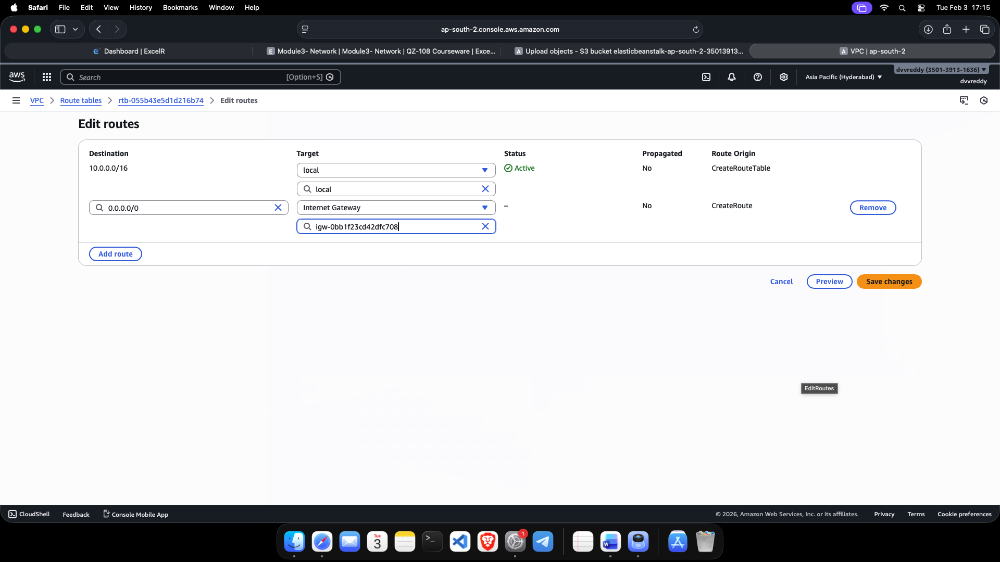 Safari File Edit View History Bookmarks Window Help Tue Feb 3 17:15
ap-south-2.console.aws.amazon.com
Dashboard | ExcelR
E Module3- Network | Module3- Network | QZ-108 Courseware | Exce...
A Upload objects - S3 bucket elasticbeanstalk-ap-south-2-35013913...
A VPC | ap-south-2
aws Search [Option+S] Asia Pacific (Hyderabad) dvvreddy (3501-3913-1636)
dvvreddy
VPC Route tables rtb-055b43e5d1d216b74 Edit routes
Edit routes
Destination Target Status Propagated Route Origin
10.0.0.0/16 local Active No CreateRouteTable
local
0.0.0.0/0 Internet Gateway – No CreateRoute Remove
igw-0bb1f23cd42dfc708
Add route
Cancel Preview Save changes
EditRoutes
CloudShell Feedback Console Mobile App © 2026, Amazon Web Services, Inc. or its affiliates. Privacy Terms Cookie preferences
Tue
3
1
W